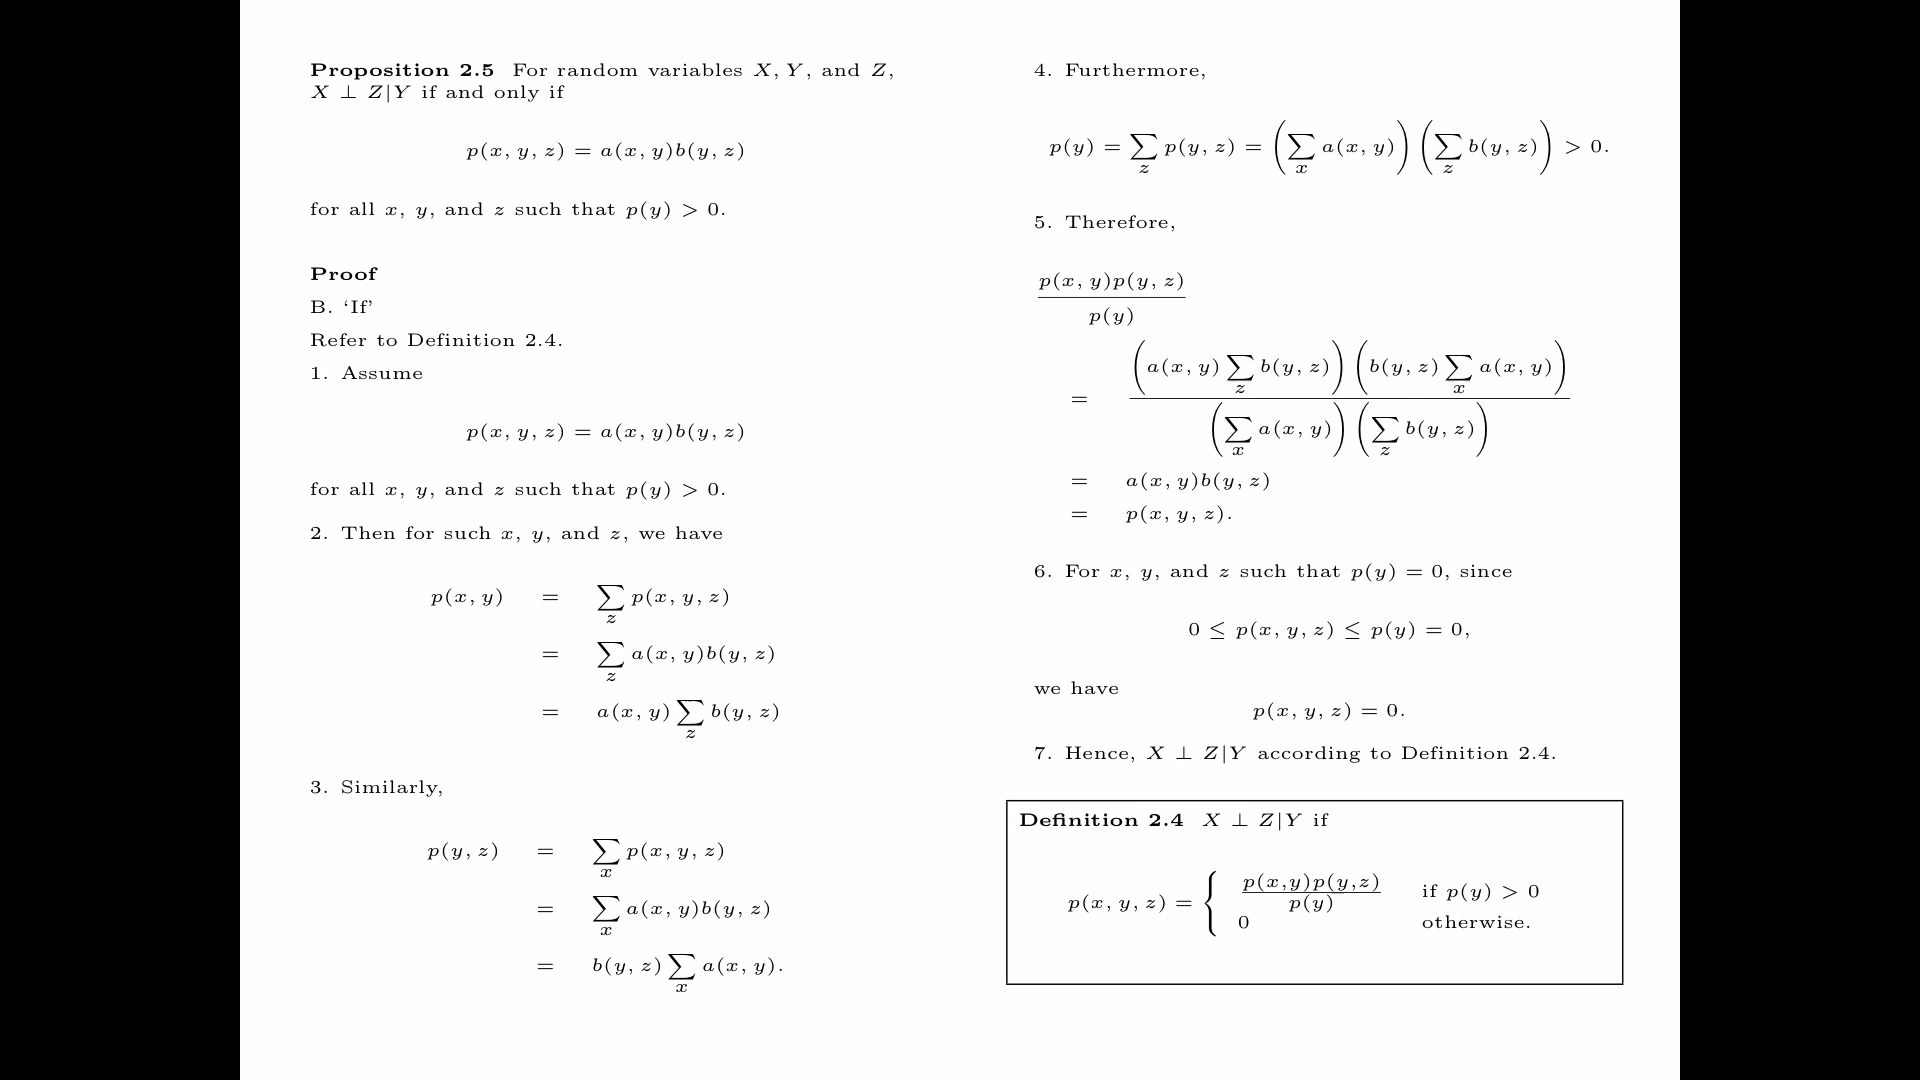 Proposition 2.5 For random variables X, Y, and Z,
X ⊥ Z|Y if and only if
p(x, y, z) = a(x, y)b(y, z)
for all x, y, and z such that p(y) > 0.
Proof
B. ‘If’
Refer to Definition 2.4.
1. Assume
p(x, y, z) = a(x, y)b(y, z)
for all x, y, and z such that p(y) > 0.
2. Then for such x, y, and z, we have
p(x, y) = ∑_z p(x, y, z)
= ∑_z a(x, y)b(y, z)
= a(x, y) ∑_z b(y, z)
3. Similarly,
p(y, z) = ∑_x p(x, y, z)
= ∑_x a(x, y)b(y, z)
= b(y, z) ∑_x a(x, y).
4. Furthermore,
p(y) = ∑_z p(y, z) = (∑_x a(x, y)) (∑_z b(y, z)) > 0.
5. Therefore,
p(x, y)p(y, z)
p(y)
(a(x, y) ∑_z b(y, z)) (b(y, z) ∑_x a(x, y))
=
(∑_x a(x, y)) (∑_z b(y, z))
= a(x, y)b(y, z)
= p(x, y, z).
6. For x, y, and z such that p(y) = 0, since
0 ≤ p(x, y, z) ≤ p(y) = 0,
we have
p(x, y, z) = 0.
7. Hence, X ⊥ Z|Y according to Definition 2.4.
Definition 2.4 X ⊥ Z|Y if
p(x, y, z) = { p(x,y)p(y,z) / p(y) if p(y) > 0
0 otherwise.